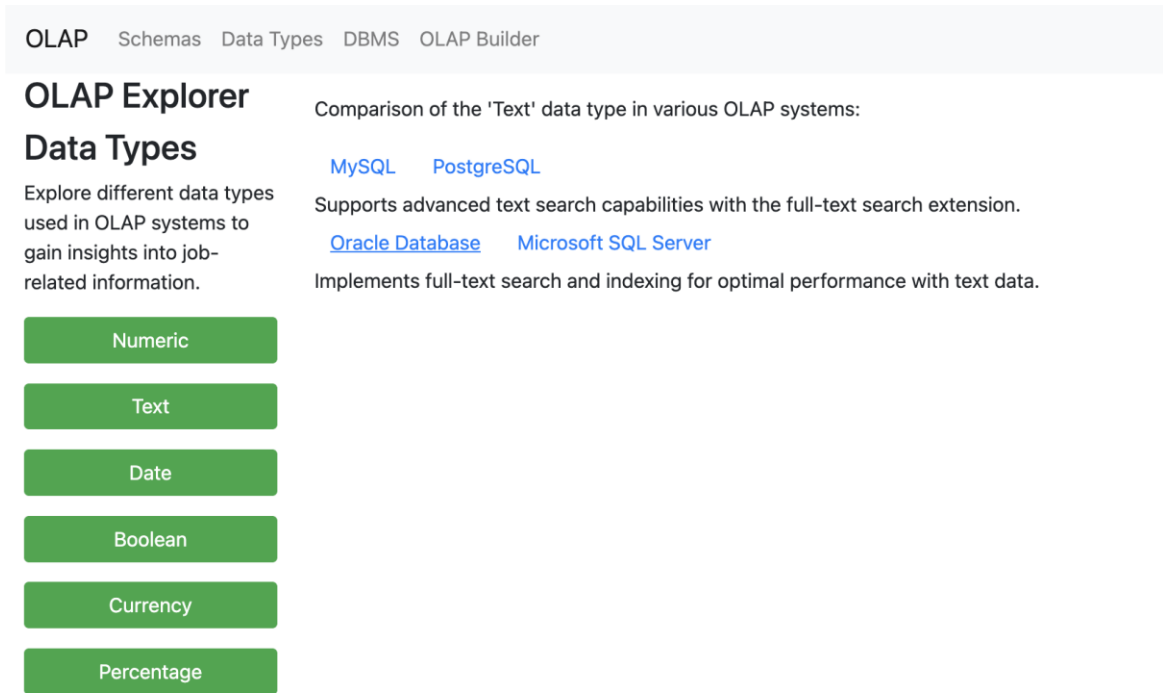 OLAP Schemas Data Types DBMS OLAP Builder
OLAP Explorer
Data Types
Explore different data types
used in OLAP systems to
gain insights into job-
related information.
Numeric
Text
Date
Boolean
Currency
Percentage
Comparison of the 'Text' data type in various OLAP systems:
MySQL PostgreSQL
Supports advanced text search capabilities with the full-text search extension.
Oracle Database Microsoft SQL Server
Implements full-text search and indexing for optimal performance with text data.